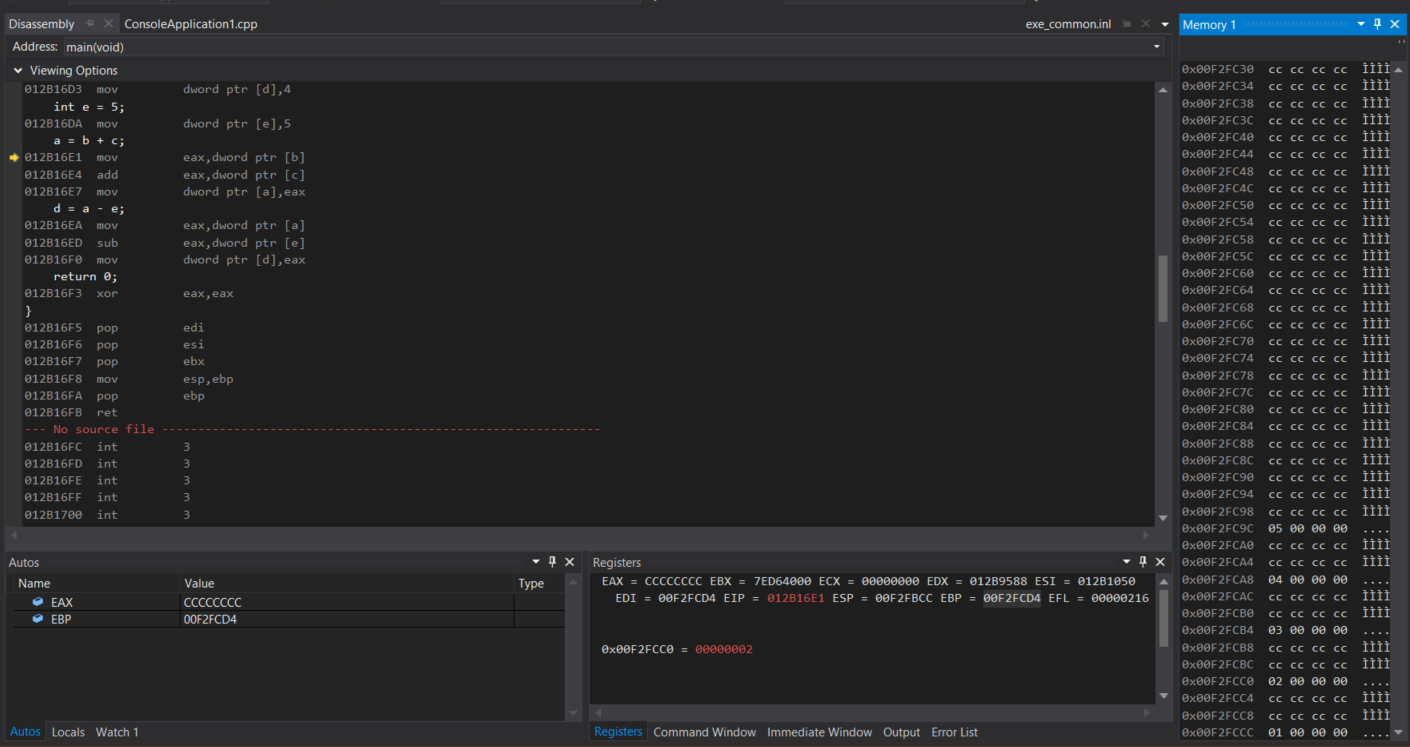 Disassembly
ConsoleApplication1.cpp
exe_common.inl
Address: main(void)
Viewing Options
012B16D3 mov dword ptr [d],4
int e = 5;
012B16DA mov dword ptr [e],5
a = b + c;
012B16E1 mov eax,dword ptr [b]
012B16E4 add eax,dword ptr [c]
012B16E7 mov dword ptr [a],eax
d = a - e;
012B16EA mov eax,dword ptr [a]
012B16ED sub eax,dword ptr [e]
012B16F0 mov dword ptr [d],eax
return 0;
012B16F3 xor eax,eax
}
012B16F5 pop edi
012B16F6 pop esi
012B16F7 pop ebx
012B16F8 mov esp,ebp
012B16FA pop ebp
012B16FB ret
--- No source file -------------------------------------------------------------
012B16FC int 3
012B16FD int 3
012B16FE int 3
012B16FF int 3
012B1700 int 3
Autos
Name Value Type
EAX CCCCCCCC
EBP 00F2FCD4
Autos Locals Watch 1
Registers
EAX = CCCCCCCC EBX = 7ED64000 ECX = 00000000 EDX = 012B9588 ESI = 012B1050
EDI = 00F2FCD4 EIP = 012B16E1 ESP = 00F2FBCC EBP = 00F2FCD4 EFL = 00000216
0x00F2FCC0 = 00000002
Registers Command Window Immediate Window Output Error List
Memory 1
0x00F2FC30 cc cc cc cc ÌÌÌÌ
0x00F2FC34 cc cc cc cc ÌÌÌÌ
0x00F2FC38 cc cc cc cc ÌÌÌÌ
0x00F2FC3C cc cc cc cc ÌÌÌÌ
0x00F2FC40 cc cc cc cc ÌÌÌÌ
0x00F2FC44 cc cc cc cc ÌÌÌÌ
0x00F2FC48 cc cc cc cc ÌÌÌÌ
0x00F2FC4C cc cc cc cc ÌÌÌÌ
0x00F2FC50 cc cc cc cc ÌÌÌÌ
0x00F2FC54 cc cc cc cc ÌÌÌÌ
0x00F2FC58 cc cc cc cc ÌÌÌÌ
0x00F2FC5C cc cc cc cc ÌÌÌÌ
0x00F2FC60 cc cc cc cc ÌÌÌÌ
0x00F2FC64 cc cc cc cc ÌÌÌÌ
0x00F2FC68 cc cc cc cc ÌÌÌÌ
0x00F2FC6C cc cc cc cc ÌÌÌÌ
0x00F2FC70 cc cc cc cc ÌÌÌÌ
0x00F2FC74 cc cc cc cc ÌÌÌÌ
0x00F2FC78 cc cc cc cc ÌÌÌÌ
0x00F2FC7C cc cc cc cc ÌÌÌÌ
0x00F2FC80 cc cc cc cc ÌÌÌÌ
0x00F2FC84 cc cc cc cc ÌÌÌÌ
0x00F2FC88 cc cc cc cc ÌÌÌÌ
0x00F2FC8C cc cc cc cc ÌÌÌÌ
0x00F2FC90 cc cc cc cc ÌÌÌÌ
0x00F2FC94 cc cc cc cc ÌÌÌÌ
0x00F2FC98 cc cc cc cc ÌÌÌÌ
0x00F2FC9C 05 00 00 00 ....
0x00F2FCA0 cc cc cc cc ÌÌÌÌ
0x00F2FCA4 cc cc cc cc ÌÌÌÌ
0x00F2FCA8 04 00 00 00 ....
0x00F2FCAC cc cc cc cc ÌÌÌÌ
0x00F2FCB0 cc cc cc cc ÌÌÌÌ
0x00F2FCB4 03 00 00 00 ....
0x00F2FCB8 cc cc cc cc ÌÌÌÌ
0x00F2FCBC cc cc cc cc ÌÌÌÌ
0x00F2FCC0 02 00 00 00 ....
0x00F2FCC4 cc cc cc cc ÌÌÌÌ
0x00F2FCC8 cc cc cc cc ÌÌÌÌ
0x00F2FCCC 01 00 00 00 ....